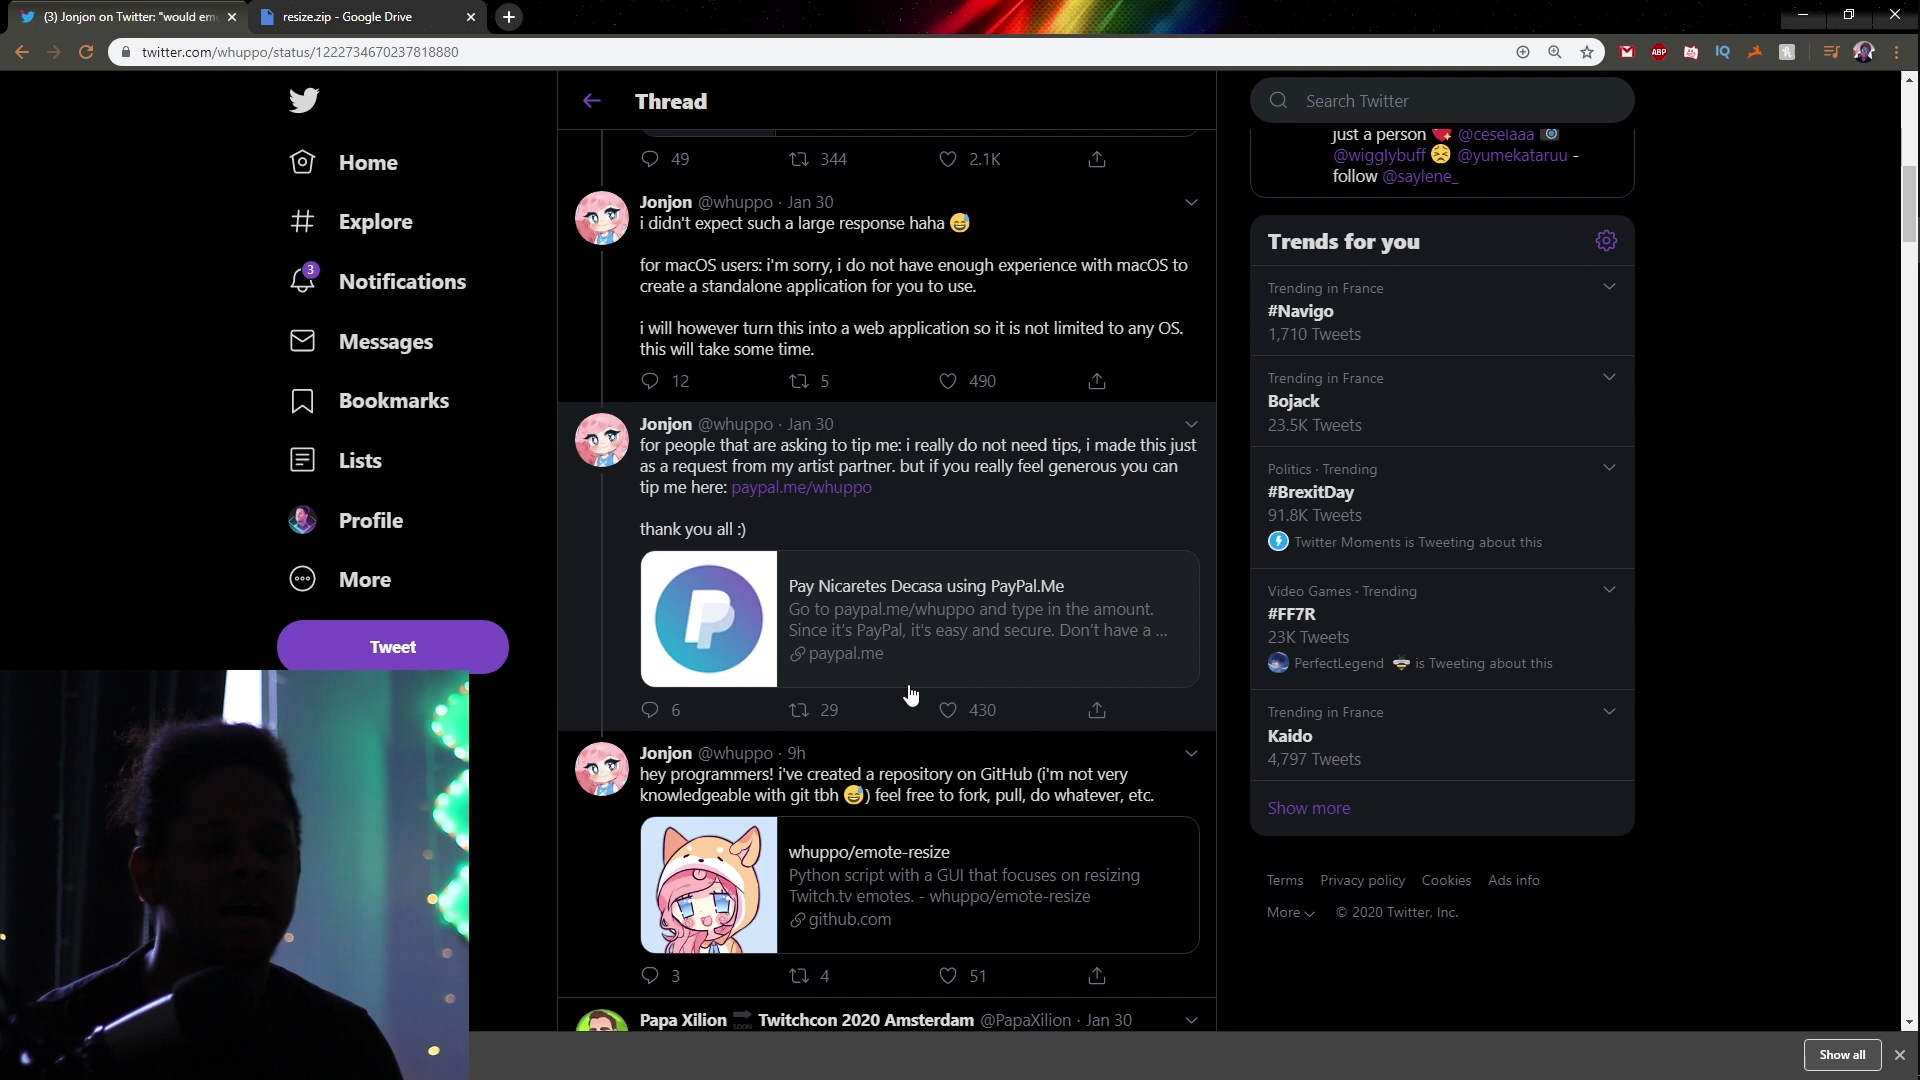 (3) Jonjon on Twitter: "would em
resize.zip - Google Drive
twitter.com/whuppo/status/1222734670237818880
ABP
IQ
Home
Explore
3
Notifications
Messages
Bookmarks
Lists
Profile
More
Tweet
Thread
49 344 2.1K
Jonjon @whuppo · Jan 30
i didn't expect such a large response haha 😅
for macOS users: i'm sorry, i do not have enough experience with macOS to
create a standalone application for you to use.
i will however turn this into a web application so it is not limited to any OS.
this will take some time.
12 5 490
Jonjon @whuppo · Jan 30
for people that are asking to tip me: i really do not need tips, i made this just
as a request from my artist partner. but if you really feel generous you can
tip me here: paypal.me/whuppo
thank you all :)
Pay Nicaretes Decasa using PayPal.Me
Go to paypal.me/whuppo and type in the amount.
Since it's PayPal, it's easy and secure. Don't have a ...
paypal.me
6 29 430
Jonjon @whuppo · 9h
hey programmers! i've created a repository on GitHub (i'm not very
knowledgeable with git tbh 😅) feel free to fork, pull, do whatever, etc.
whuppo/emote-resize
Python script with a GUI that focuses on resizing
Twitch.tv emotes. - whuppo/emote-resize
github.com
3 4 51
Papa Xilion 🔜 Twitchcon 2020 Amsterdam @PapaXilion · Jan 30
Search Twitter
just a person 💖 @ceselaaa 📷
@wigglybuff 😣 @yumekataruu -
follow @saylene_
Trends for you
Trending in France
#Navigo
1,710 Tweets
Trending in France
Bojack
23.5K Tweets
Politics · Trending
#BrexitDay
91.8K Tweets
Twitter Moments is Tweeting about this
Video Games · Trending
#FF7R
23K Tweets
PerfectLegend 🐝 is Tweeting about this
Trending in France
Kaido
4,797 Tweets
Show more
Terms Privacy policy Cookies Ads info
More © 2020 Twitter, Inc.
Show all